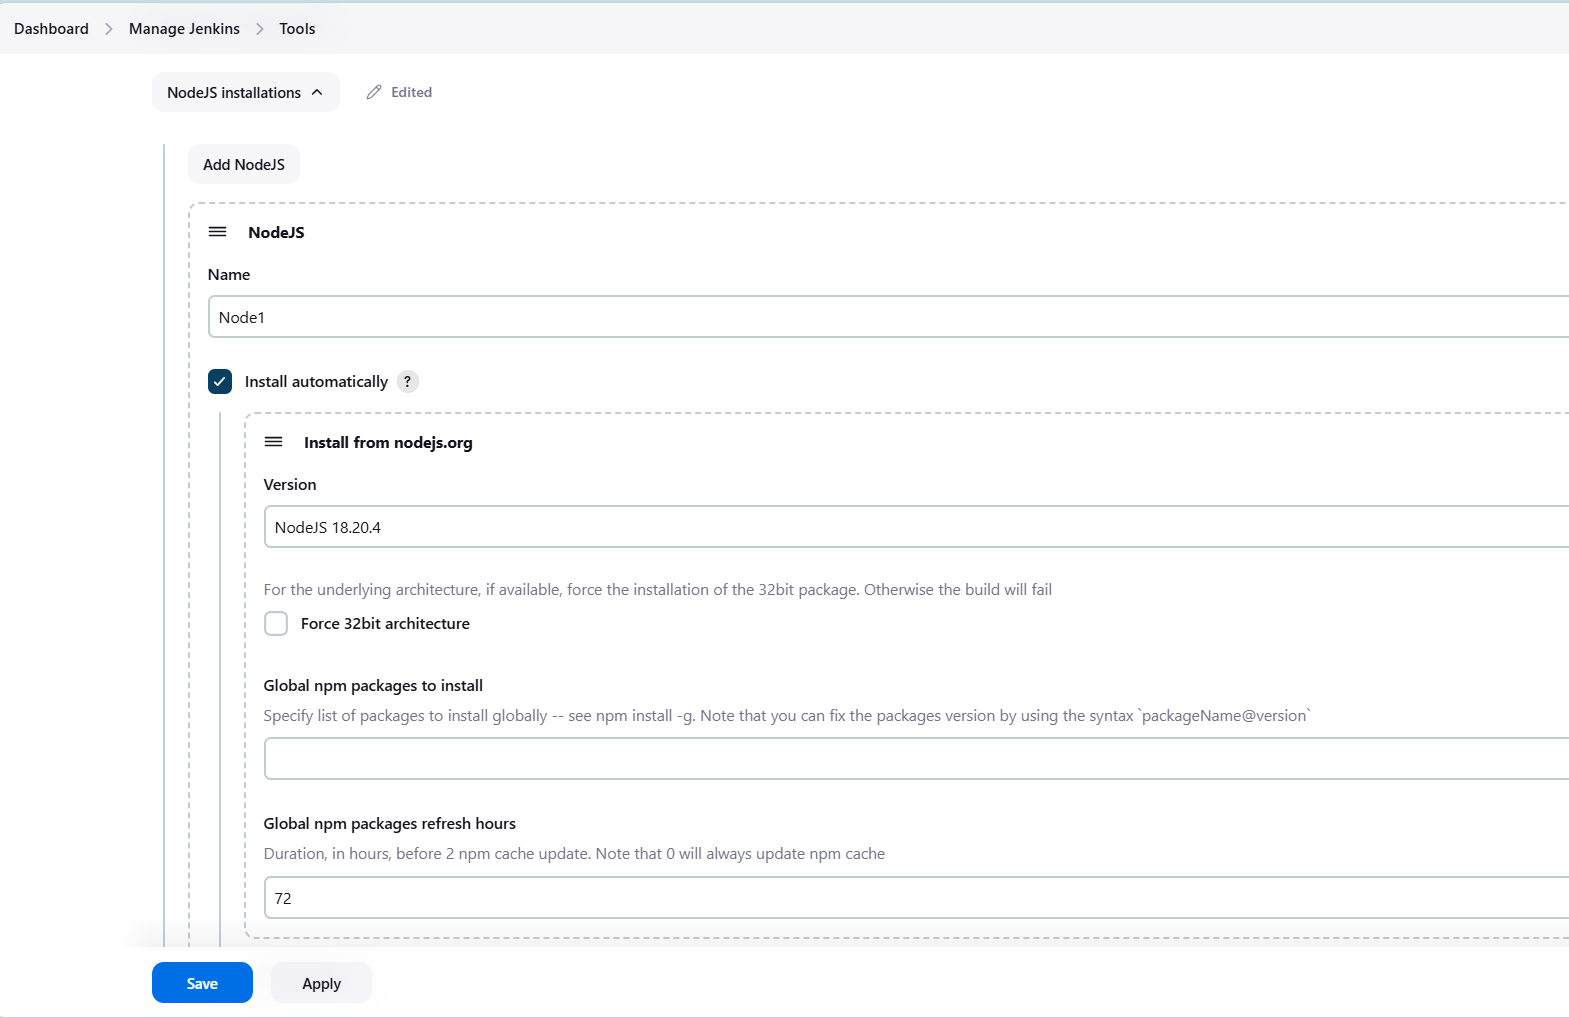 Dashboard > Manage Jenkins > Tools
NodeJS installations Edited
Add NodeJS
NodeJS
Name
Node1
Install automatically ?
Install from nodejs.org
Version
NodeJS 18.20.4
For the underlying architecture, if available, force the installation of the 32bit package. Otherwise the build will fail
Force 32bit architecture
Global npm packages to install
Specify list of packages to install globally -- see npm install -g. Note that you can fix the packages version by using the syntax `packageName@version`
Global npm packages refresh hours
Duration, in hours, before 2 npm cache update. Note that 0 will always update npm cache
72
Save Apply